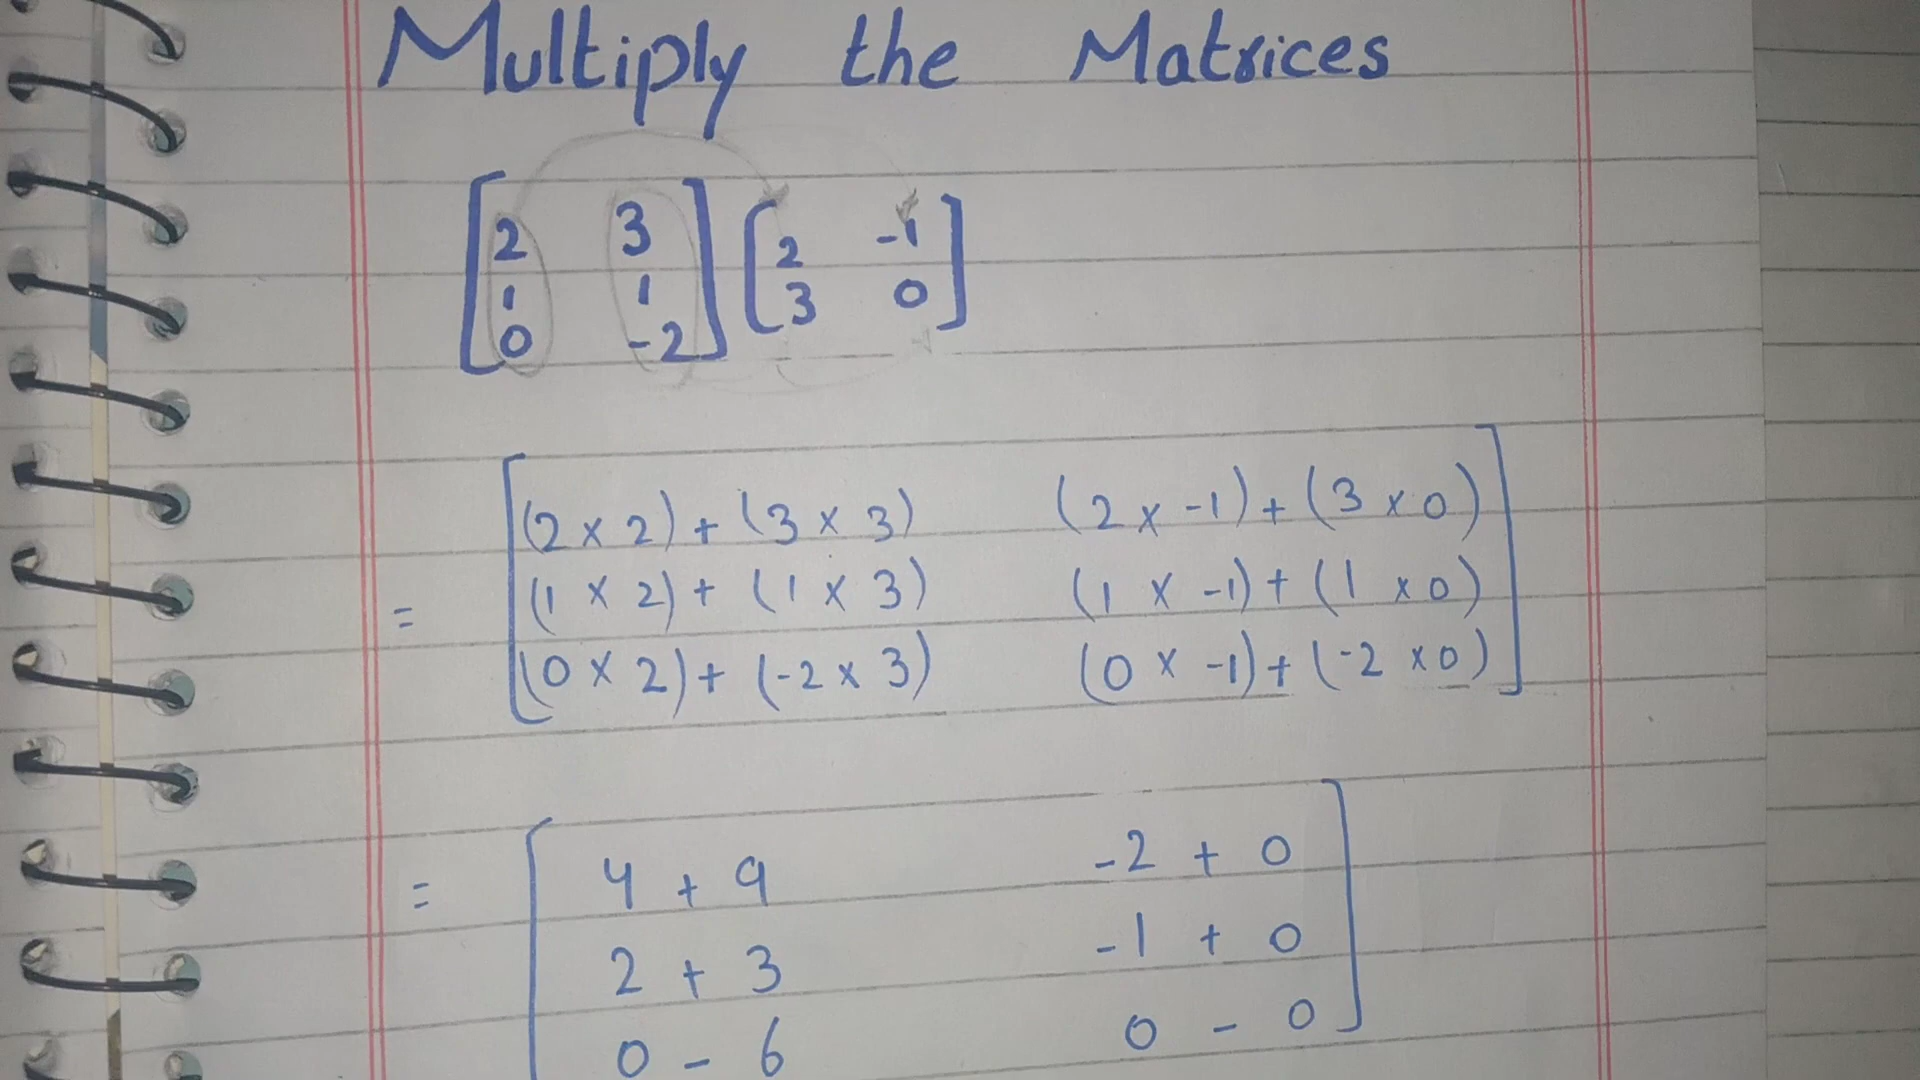 Multiply the Matrices
[2 3] [2 -1]
1 1 3 0
0 -2
(2 x 2) + (3 x 3) (2 x -1) + (3 x 0)
= (1 x 2) + (1 x 3) (1 x -1) + (1 x 0)
(0 x 2) + (-2 x 3) (0 x -1) + (-2 x 0)
= 4 + 9 -2 + 0
2 + 3 -1 + 0
0 - 6 0 - 0